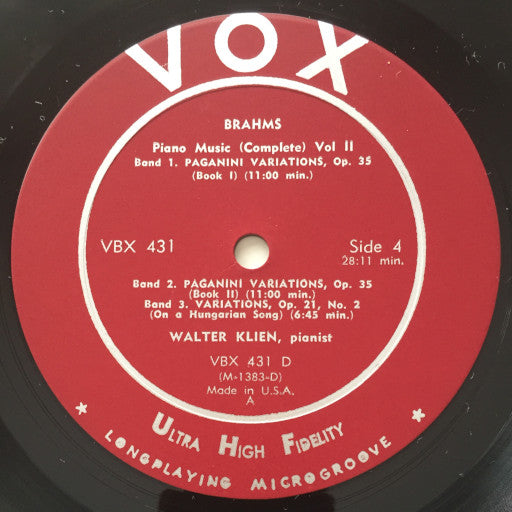 VOX
BRAHMS
Piano Music (Complete) Vol II
Band 1. PAGANINI VARIATIONS, Op. 35
(Book I) (11:00 min.)
VBX 431
Side 4
28:11 min.
Band 2. PAGANINI VARIATIONS, Op. 35
(Book II) (11:00 min.)
Band 3. VARIATIONS, Op. 21, No. 2
(On a Hungarian Song) (6:45 min.)
WALTER KLIEN, pianist
VBX 431 D
(M-1383-D)
Made in U.S.A.
A
ULTRA HIGH FIDELITY
★ LONGPLAYING MICROGROOVE ★